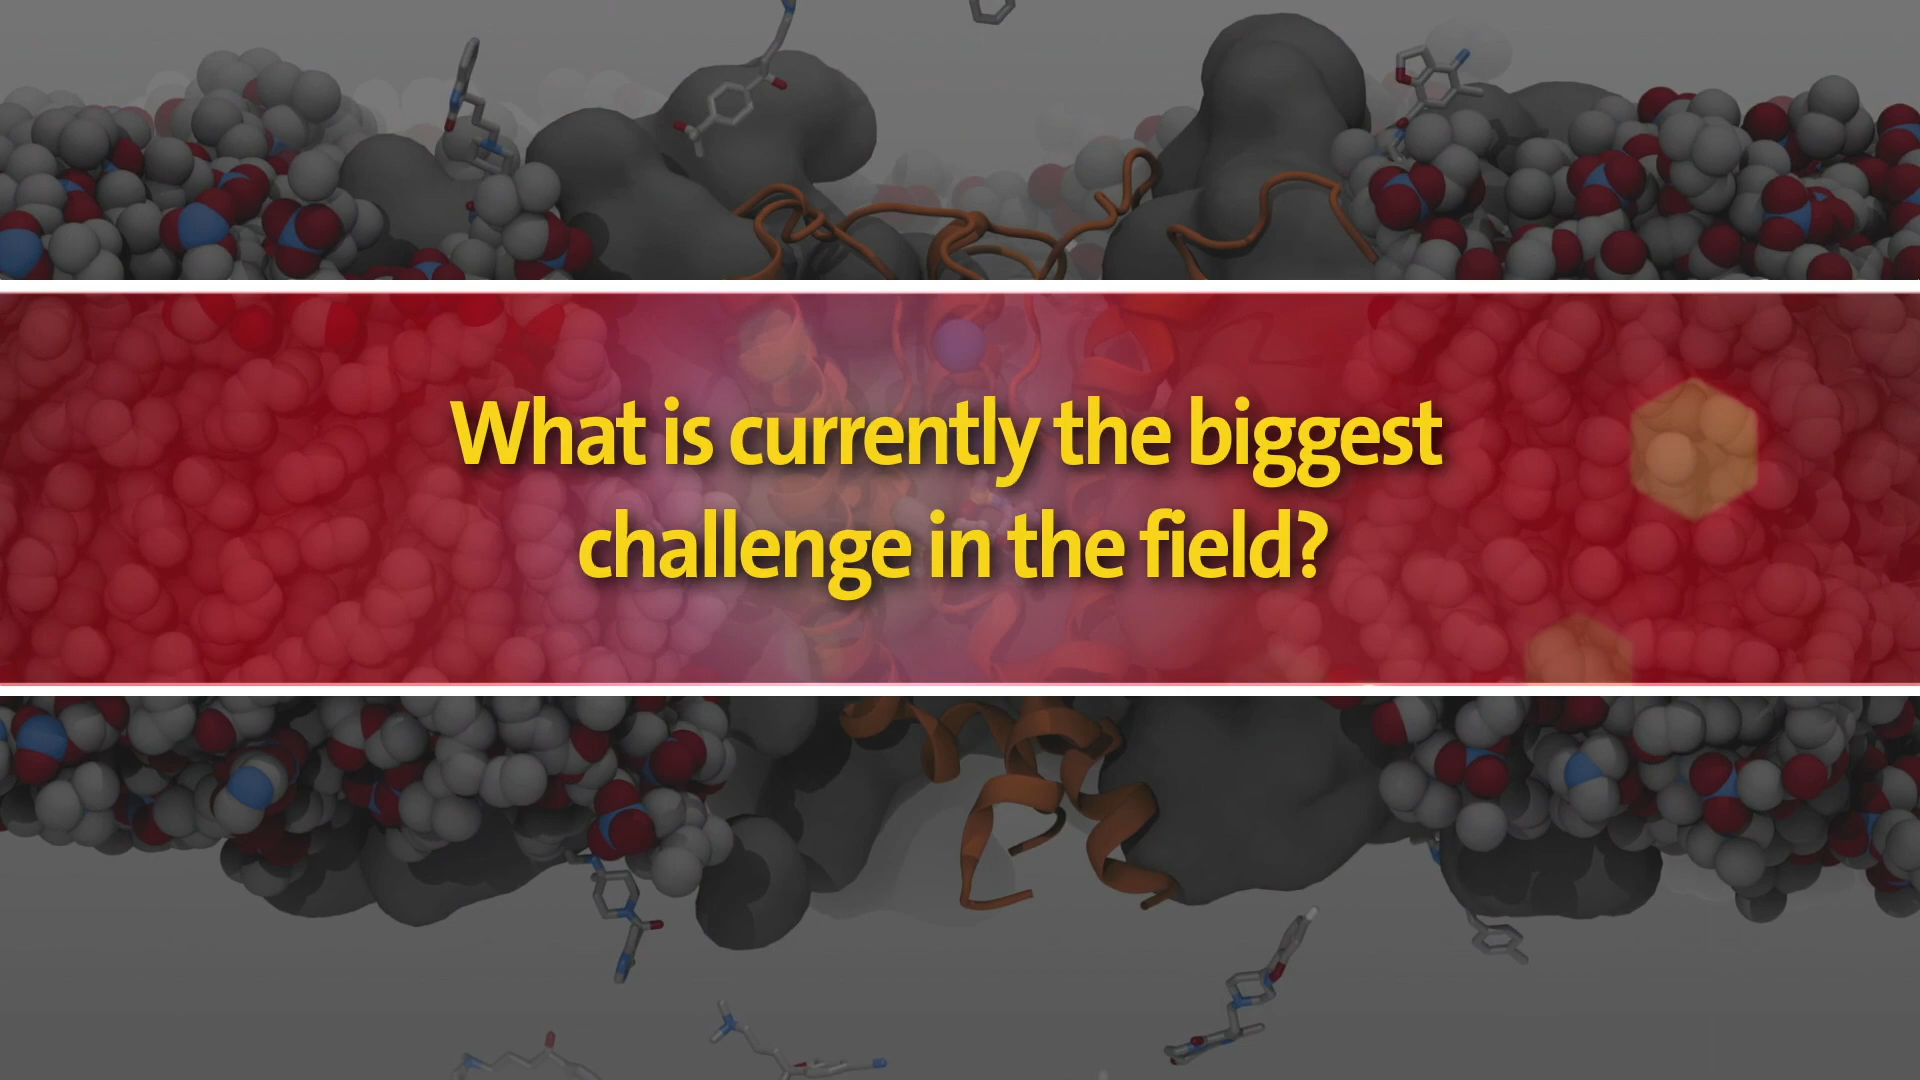 What is currently the biggest
challenge in the field?